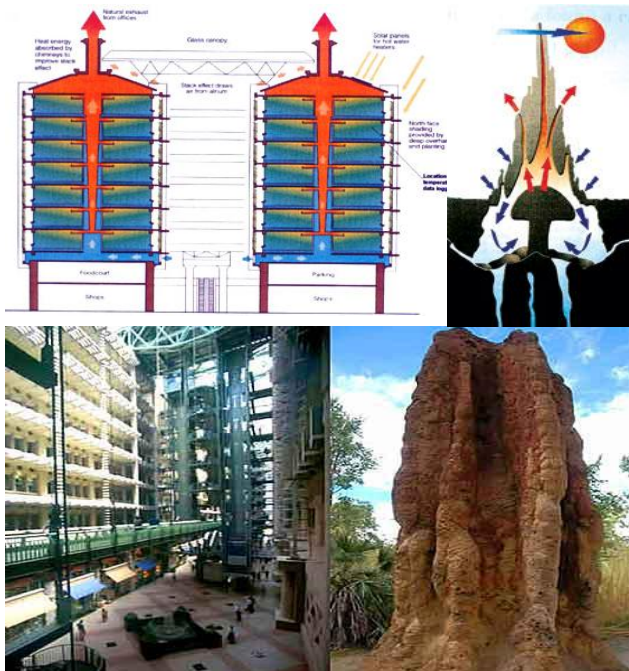 Natural exhaust
from offices
Heat energy
absorbed by
chimneys to
improve stack
effect
Glass canopy
Solar panels
for hot water
heaters
Stack effect draws
air from atrium
North face
shading
provided by
deep overhang
and planting
Location
temperature
data logg
Foodcourt
Parking
Shops
Shops